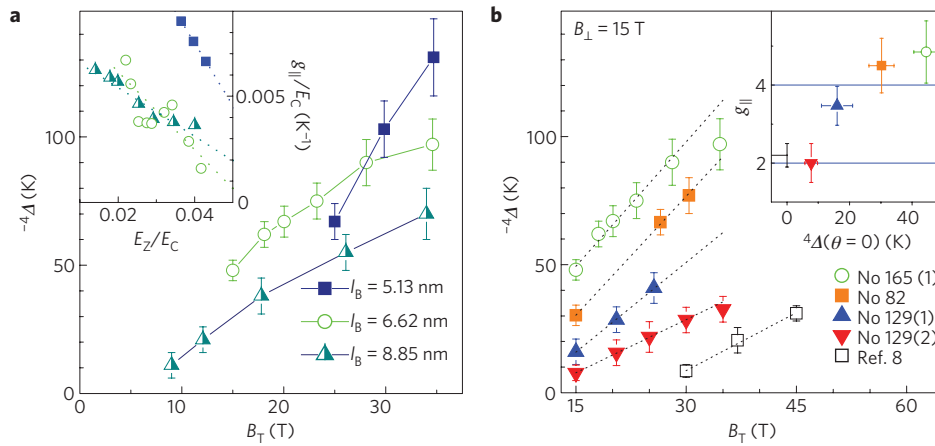 a
g∥/E_C (K⁻¹)
0.005
0
0.02
0.04
E_Z/E_C
⁻⁴Δ (K)
100
50
0
l_B = 5.13 nm
l_B = 6.62 nm
l_B = 8.85 nm
0
10
20
30
B_T (T)
b
B⊥ = 15 T
g∥
4
2
0
20
40
⁴Δ(θ = 0) (K)
⁻⁴Δ (K)
100
50
0
No 165 (1)
No 82
No 129(1)
No 129(2)
Ref. 8
15
30
45
60
B_T (T)